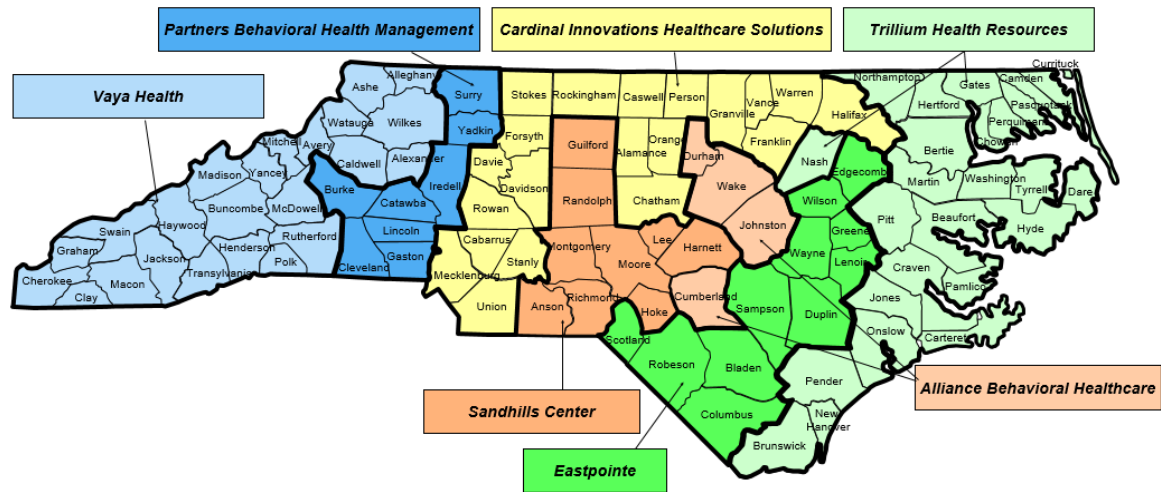 Partners Behavioral Health Management
Cardinal Innovations Healthcare Solutions
Trillium Health Resources
Vaya Health
Sandhills Center
Eastpointe
Alliance Behavioral Healthcare
Ashe
Alleghany
Watauga
Wilkes
Mitchell
Avery
Caldwell
Alexander
Madison
Yancey
Buncombe
McDowell
Haywood
Swain
Graham
Jackson
Henderson
Rutherford
Polk
Transylvania
Cherokee
Macon
Clay
Surry
Yadkin
Iredell
Burke
Catawba
Lincoln
Gaston
Cleveland
Stokes
Rockingham
Caswell
Person
Granville
Vance
Warren
Halifax
Franklin
Forsyth
Davie
Davidson
Rowan
Alamance
Orange
Chatham
Cabarrus
Stanly
Mecklenburg
Union
Guilford
Randolph
Montgomery
Moore
Lee
Harnett
Anson
Richmond
Hoke
Durham
Wake
Johnston
Cumberland
Nash
Edgecomb
Wilson
Greene
Wayne
Lenoir
Sampson
Duplin
Scotland
Robeson
Bladen
Columbus
Northampton
Gates
Camden
Currituck
Hertford
Pasquotank
Perquimens
Chowen
Bertie
Martin
Washington
Tyrrell
Dare
Pitt
Beaufort
Hyde
Craven
Pamlico
Jones
Onslow
Carteret
Pender
New
Hanover
Brunswick